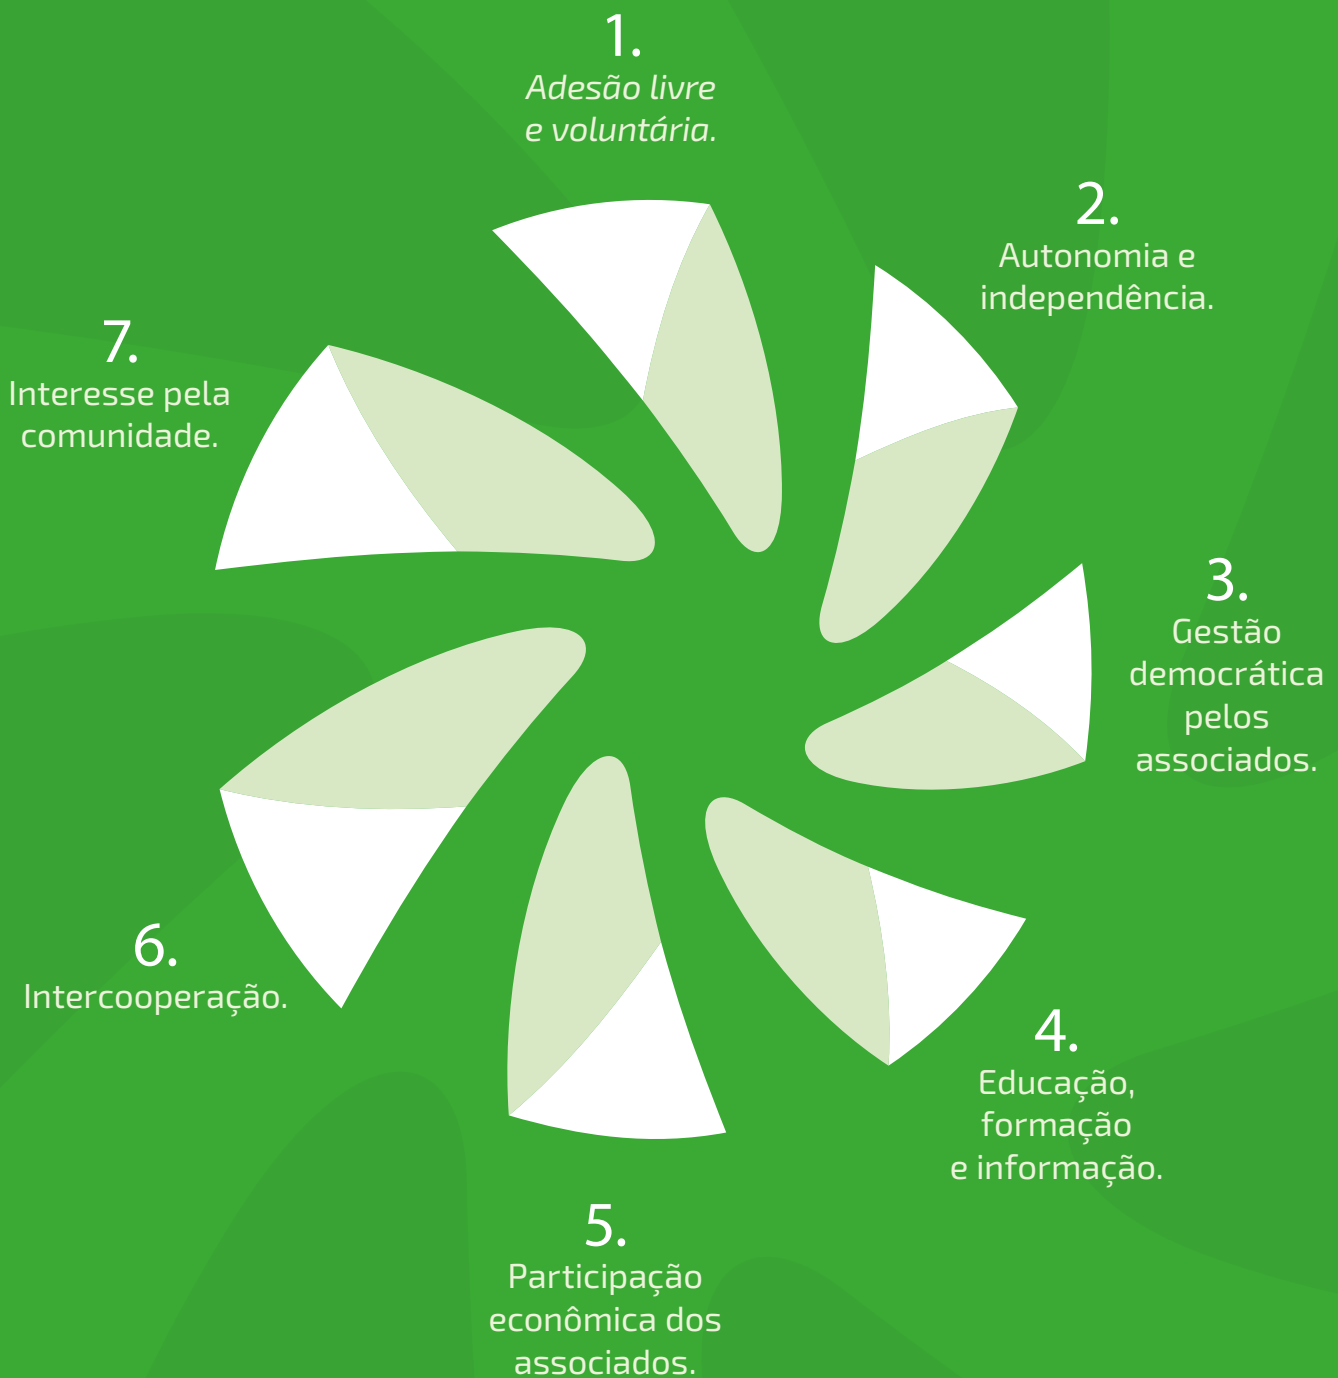 1.
Adesão livre
e voluntária.
2.
Autonomia e
independência.
3.
Gestão
democrática
pelos
associados.
4.
Educação,
formação
e informação.
5.
Participação
econômica dos
associados.
6.
Intercooperação.
7.
Interesse pela
comunidade.